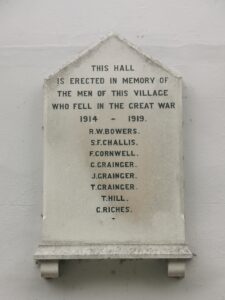 THIS HALL
IS ERECTED IN MEMORY OF
THE MEN OF THIS VILLAGE
WHO FELL IN THE GREAT WAR
1914 - 1919.
R.W.BOWERS.
S.F.CHALLIS.
F.CORNWELL.
C.GRAINGER.
J.GRAINGER.
T.GRAINGER.
T.HILL.
C.RICHES.